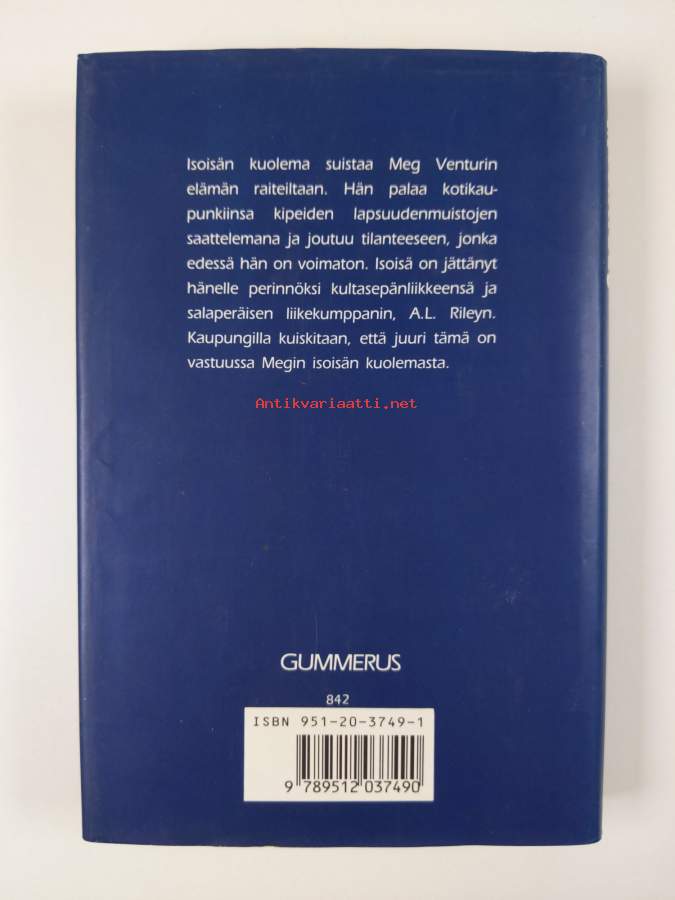 Isoisän kuolema suistaa Meg Venturin
elämän raiteiltaan. Hän palaa kotikau-
punkiinsa kipeiden lapsuudenmuistojen
saattelemana ja joutuu tilanteeseen, jonka
edessä hän on voimaton. Isoisä on jättänyt
hänelle perinnöksi kultasepänliikkeensä ja
salaperäisen liikekumppanin, A.L. Rileyn.
Kaupungilla kuiskitaan, että juuri tämä on
vastuussa Megin isoisän kuolemasta.
Antikvariaatti.net
GUMMERUS
842
ISBN 951-20-3749-1
9 789512 037490